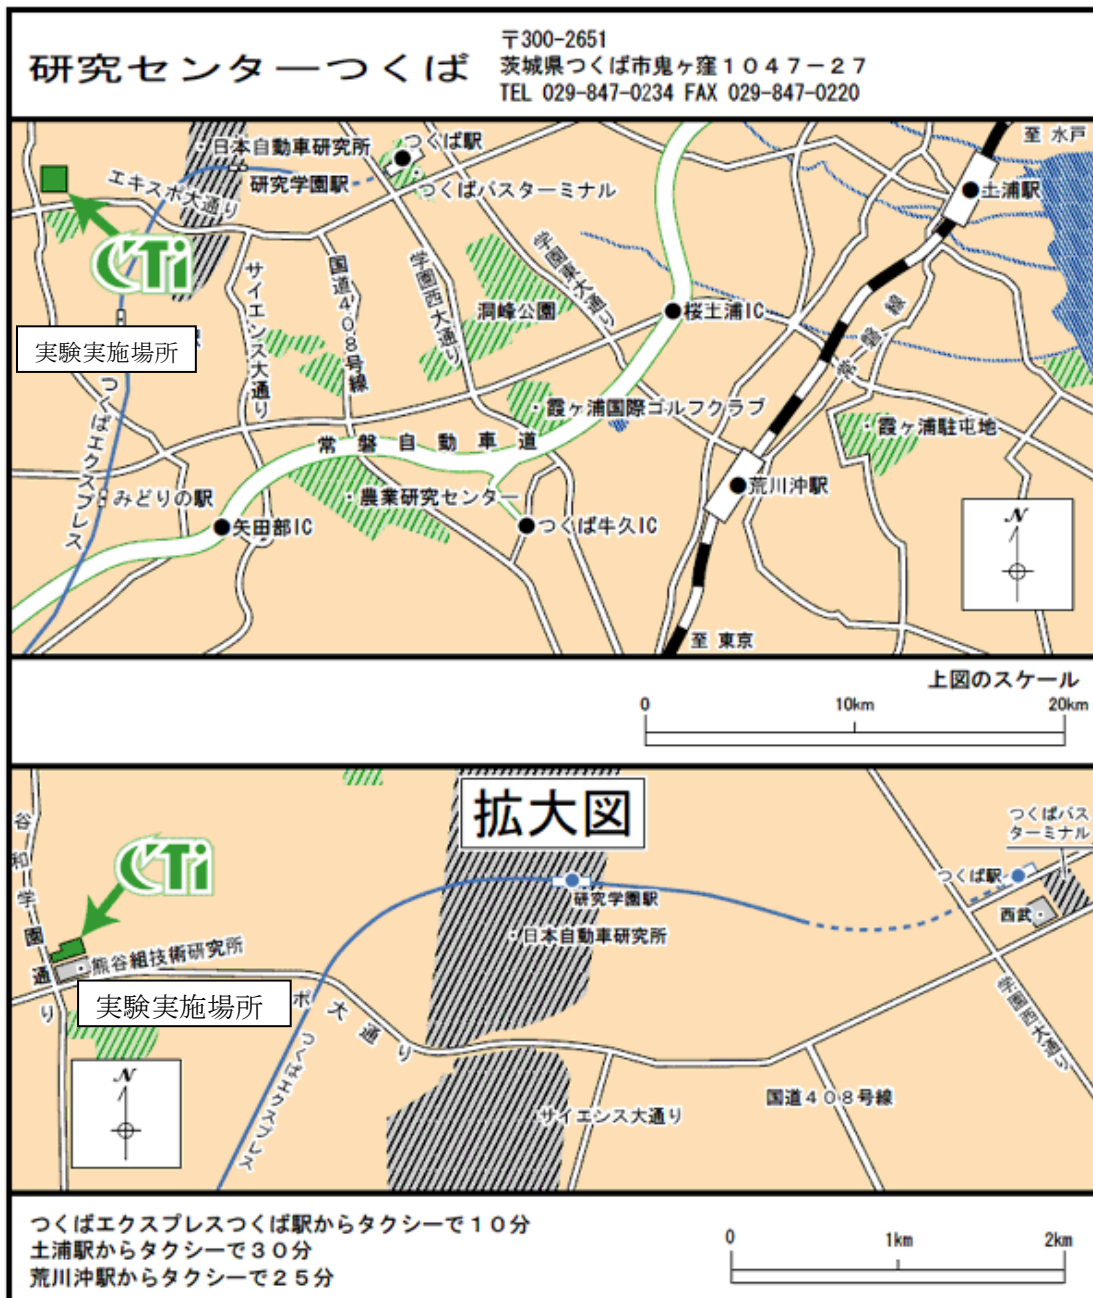 研究センターつくば
〒300-2651
茨城県つくば市鬼ヶ窪１０４７－２７
TEL 029-847-0234 FAX 029-847-0220
至 水戸
・日本自動車研究所
つくば駅
研究学園駅
・つくばバスターミナル
土浦駅
エキスポ大通り
CTi
サイエンス大通り
国道４０８号線
学園西大通り
学園東大通り
洞峰公園
桜土浦IC
常磐線
実験実施場所
つくばエクスプレス
・霞ヶ浦国際ゴルフクラブ
・霞ヶ浦駐屯地
常磐自動車道
みどりの駅
・農業研究センター
荒川沖駅
矢田部IC
つくば牛久IC
N
至 東京
上図のスケール
0 10km 20km
拡大図
谷和学園通り
CTi
つくばバス
ターミナル
つくば駅
研究学園駅
西武・
・日本自動車研究所
・熊谷組技術研究所
実験実施場所
ポ大通り
つくばエクスプレス
学園西大通り
N
サイエンス大通り
国道４０８号線
つくばエクスプレスつくば駅からタクシーで１０分
土浦駅からタクシーで３０分
荒川沖駅からタクシーで２５分
0 1km 2km